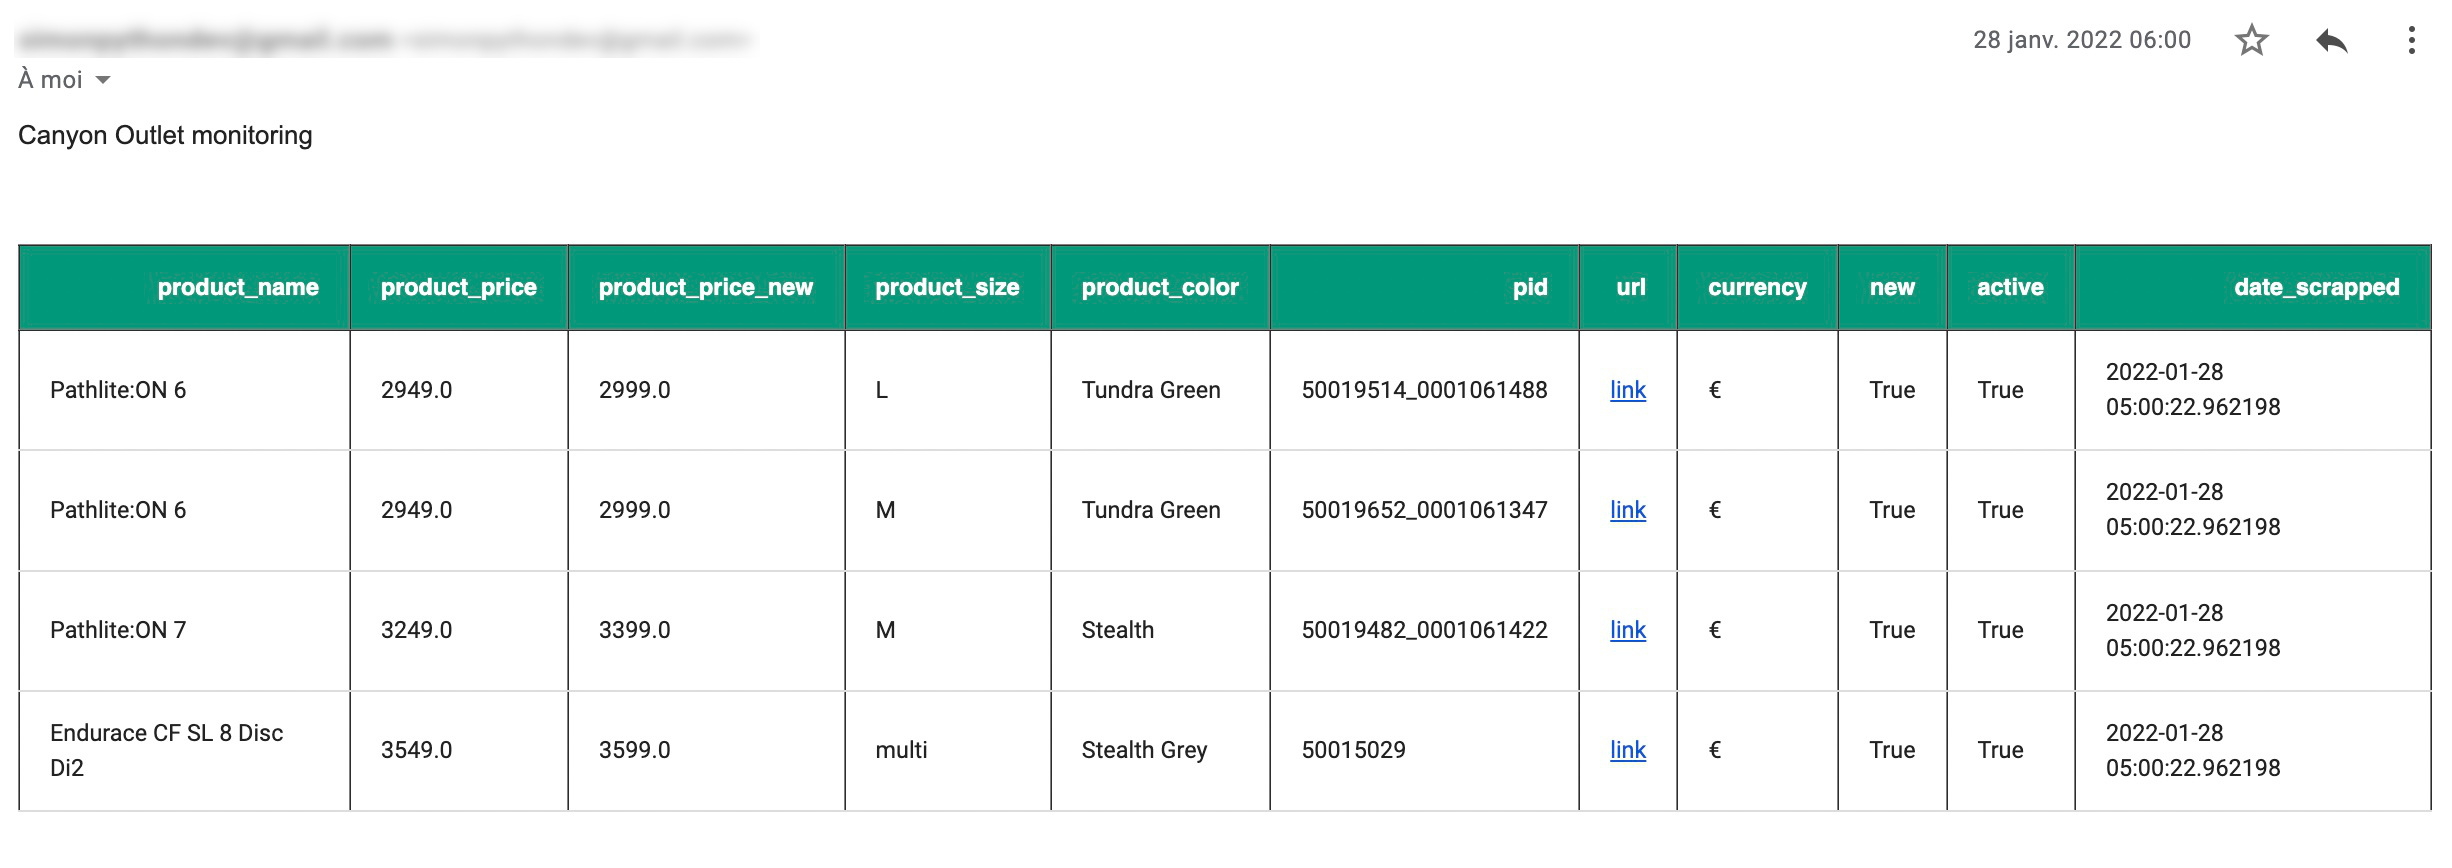 28 janv. 2022 06:00
À moi
Canyon Outlet monitoring
product_name product_price product_price_new product_size product_color pid url currency new active date_scrapped
Pathlite:ON 6 2949.0 2999.0 L Tundra Green 50019514_0001061488 link € True True 2022-01-28
05:00:22.962198
Pathlite:ON 6 2949.0 2999.0 M Tundra Green 50019652_0001061347 link € True True 2022-01-28
05:00:22.962198
Pathlite:ON 7 3249.0 3399.0 M Stealth 50019482_0001061422 link € True True 2022-01-28
05:00:22.962198
Endurace CF SL 8 Disc 3549.0 3599.0 multi Stealth Grey 50015029 link € True True 2022-01-28
Di2 05:00:22.962198